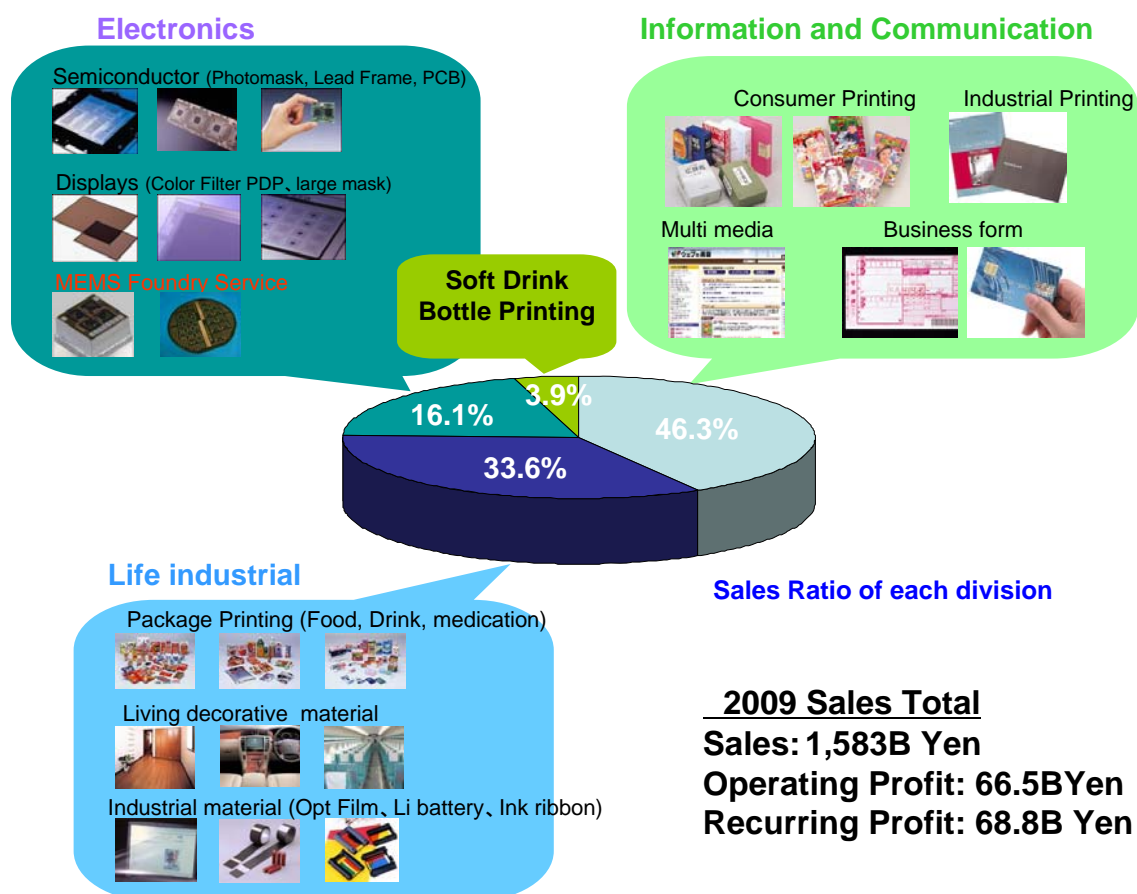 Electronics
Semiconductor (Photomask, Lead Frame, PCB)
Displays (Color Filter PDP、large mask)
MEMS Foundry Service
Information and Communication
Consumer Printing
Industrial Printing
Multi media
Business form
Soft Drink
Bottle Printing
3.9%
16.1%
46.3%
33.6%
Life industrial
Package Printing (Food, Drink, medication)
Living decorative material
Industrial material (Opt Film、Li battery、Ink ribbon)
Sales Ratio of each division
2009 Sales Total
Sales: 1,583B Yen
Operating Profit: 66.5BYen
Recurring Profit: 68.8B Yen